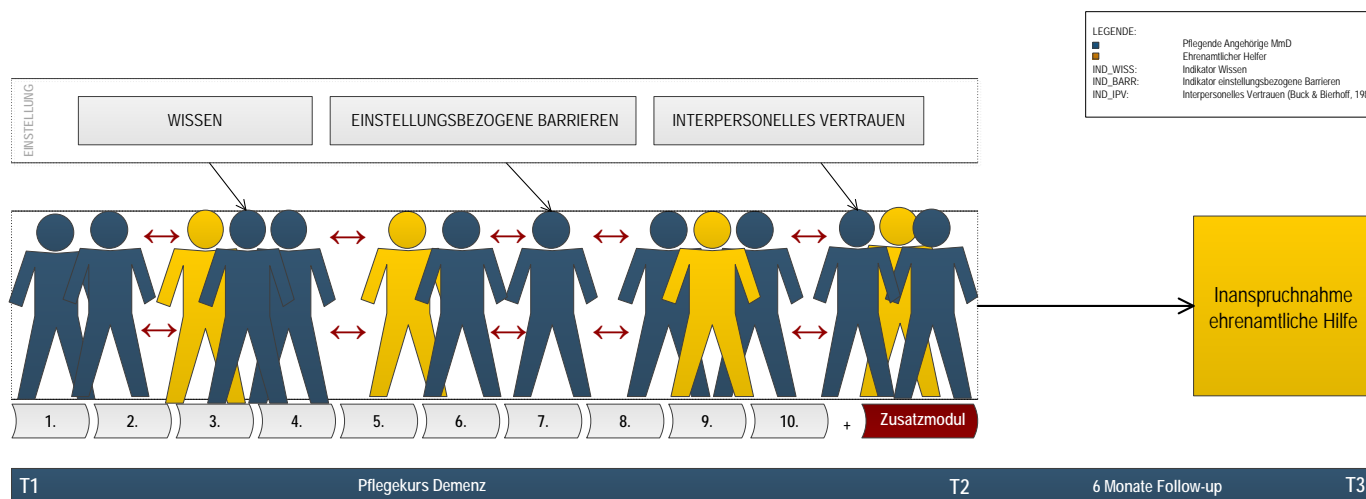 LEGENDE:
Pflegende Angehörige MmD
Ehrenamtlicher Helfer
IND_WISS: Indikator Wissen
IND_BARR: Indikator einstellungsbezogene Barrieren
IND_IPV: Interpersonelles Vertrauen (Buck & Bierhoff,
EINSTELLUNG
WISSEN EINSTELLUNGSBEZOGENE BARRIEREN INTERPERSONELLES VERTRAUEN
Inanspruchnahme
ehrenamtliche Hilfe
1. 2. 3. 4. 5. 6. 7. 8. 9. 10. + Zusatzmodul
T1 Pflegekurs Demenz T2 6 Monate Follow-up T3